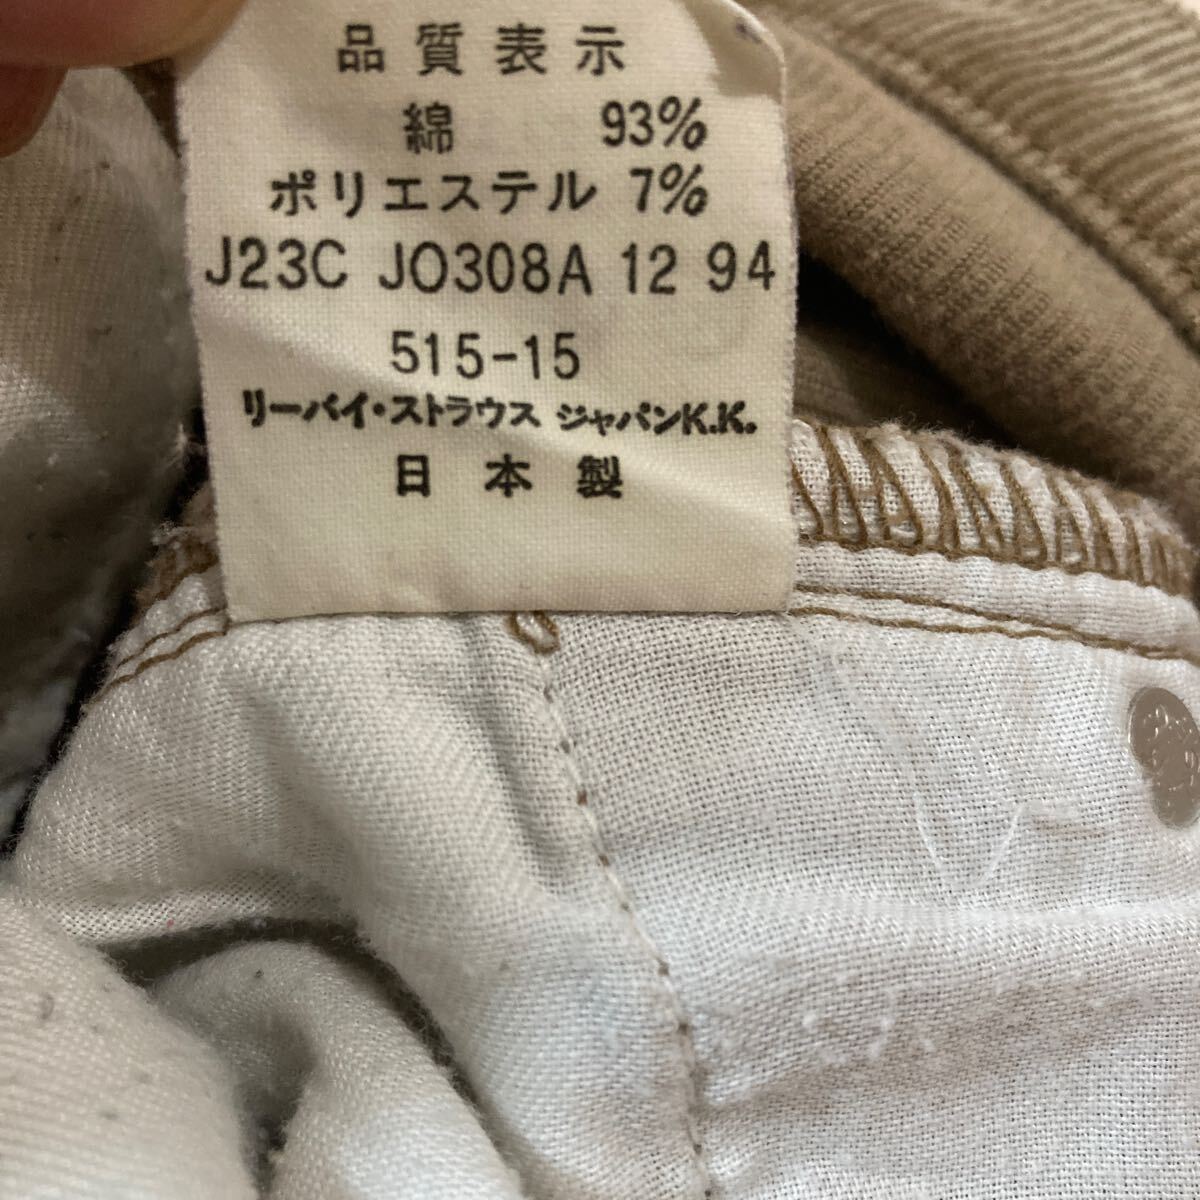 品質表示
綿 93%
ポリエステル 7%
J23C JO308A 12 94
515-15
リーバイ・ストラウス ジャパンK.K.
日本製